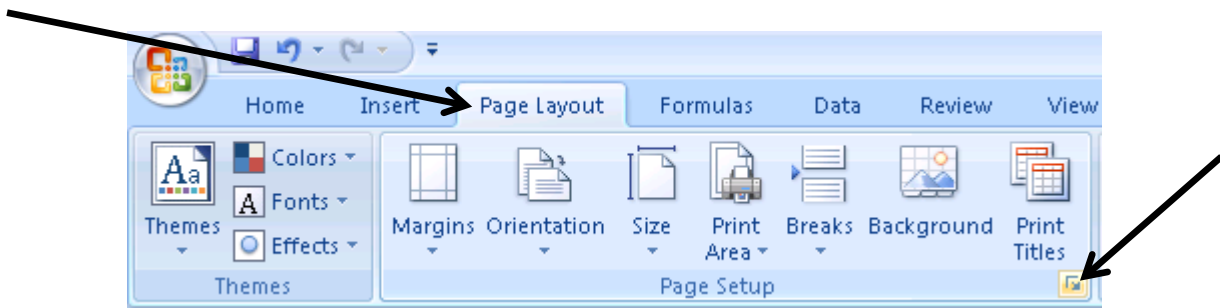 Home Insert Page Layout Formulas Data Review View
Aa Colors
A Fonts
Effects
Themes
Margins Orientation Size Print Area Breaks Background Print Titles
Themes Page Setup